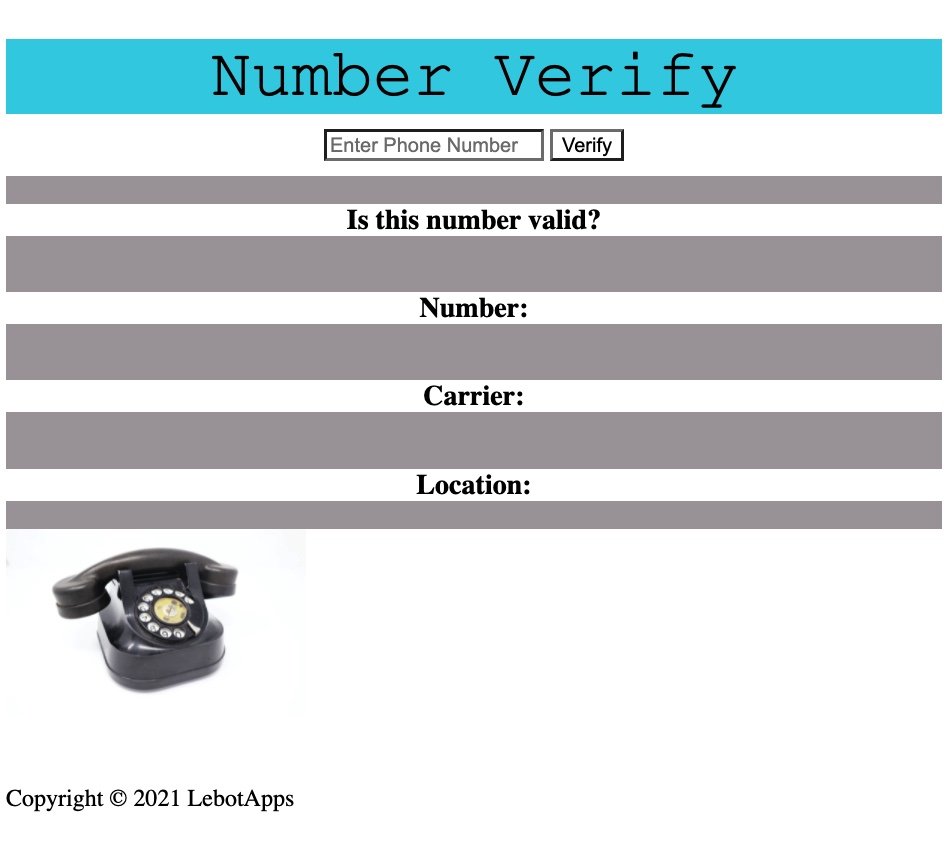 Number Verify
Enter Phone Number Verify
Is this number valid?
Number:
Carrier:
Location:
Copyright © 2021 LebotApps